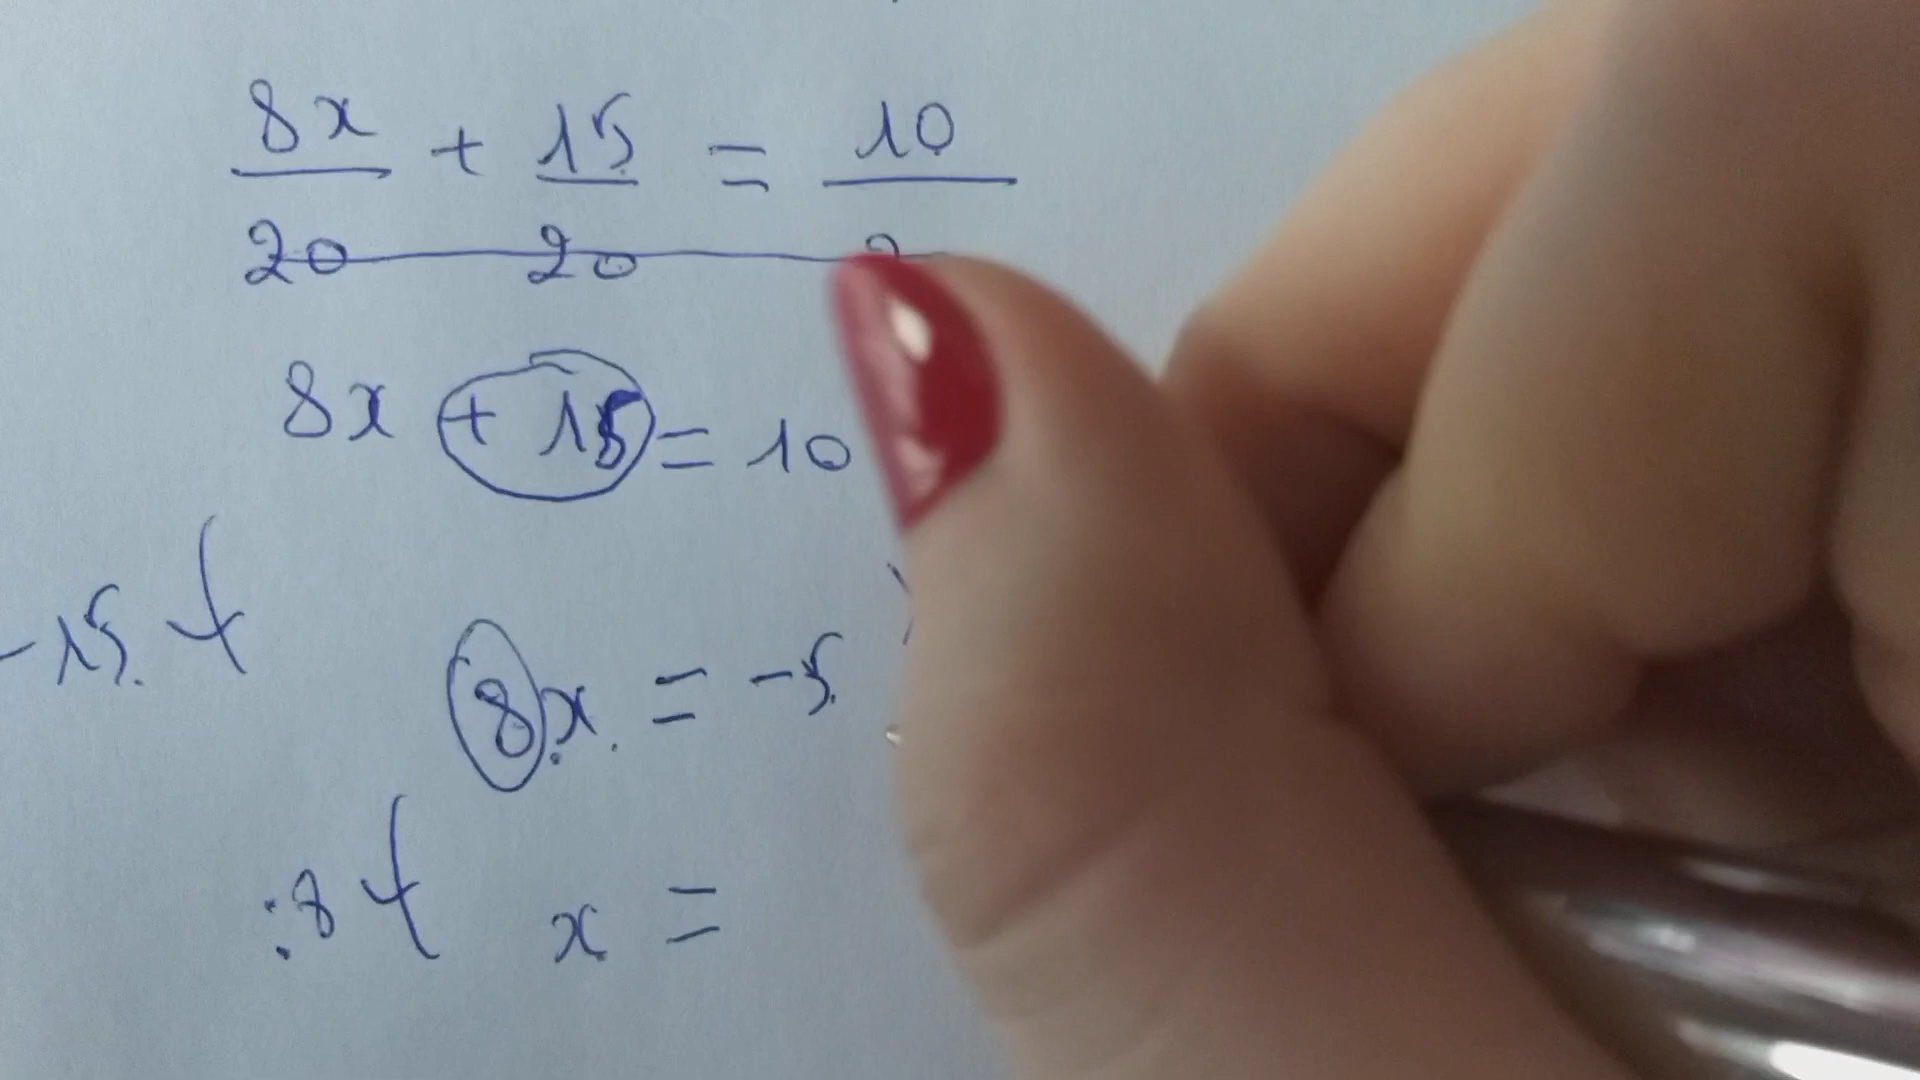 8x + 15 = 10
20 20
8x + 15 = 10
-15
8x = -5
:8 x =